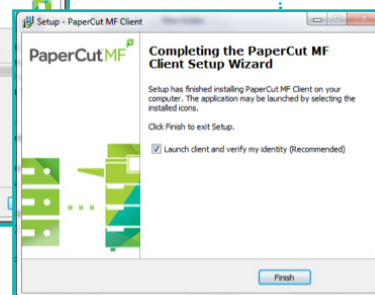 Setup - PaperCut MF Client
PaperCutMF
P
Completing the PaperCut MF
Client Setup Wizard
Setup has finished installing PaperCut MF Client on your
computer. The application may be launched by selecting the
installed icons.
Click Finish to exit Setup.
Launch client and verify my identity (Recommended)
Finish